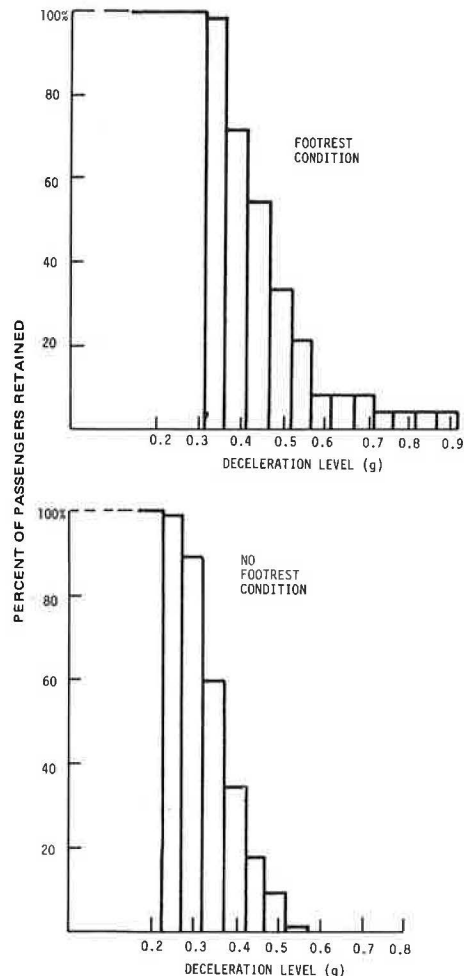 PERCENT OF PASSENGERS RETAINED
100%
80
60
40
20
FOOTREST
CONDITION
0.2 0.3 0.4 0.5 0.6 0.7 0.8 0.9
DECELERATION LEVEL (g)
100%
80
60
40
20
NO
FOOTREST
CONDITION
0.2 0.3 0.4 0.5 0.6 0.7 0.8
DECELERATION LEVEL (g)